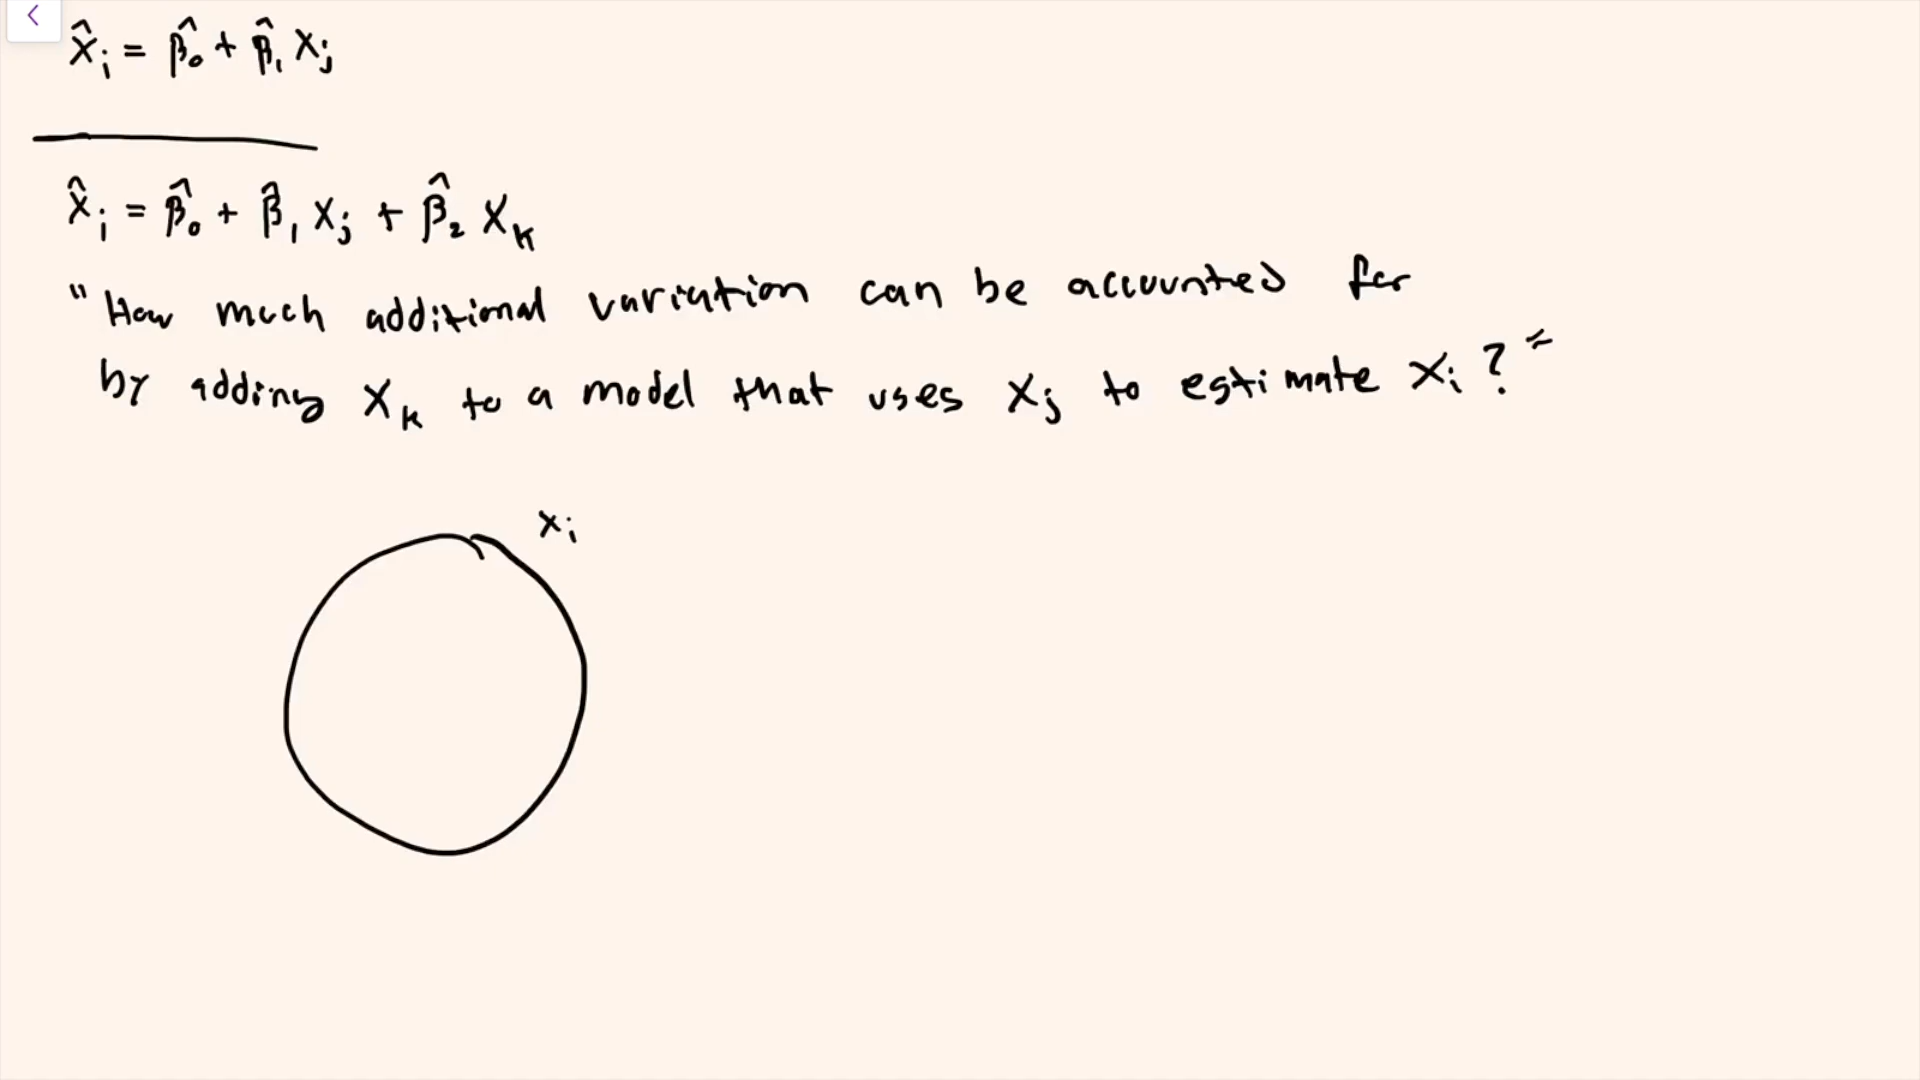 x̂ᵢ = β̂₀ + β̂₁ xⱼ
x̂ᵢ = β̂₀ + β̂₁ xⱼ + β̂₂ xₖ
"How much additional variation can be accounted for
by adding xₖ to a model that uses xⱼ to estimate xᵢ?"
xᵢ